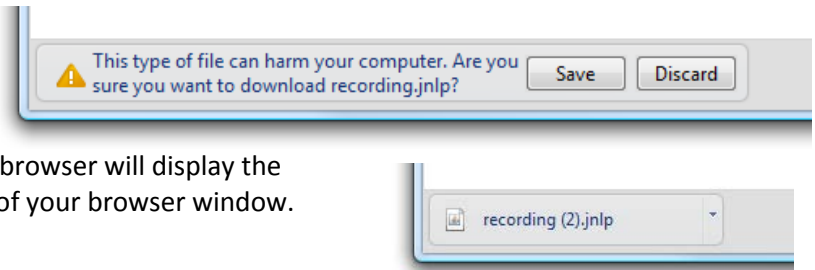 This type of file can harm your computer. Are you
sure you want to download recording.jnlp?
Save
Discard
browser will display the
of your browser window.
recording (2).jnlp